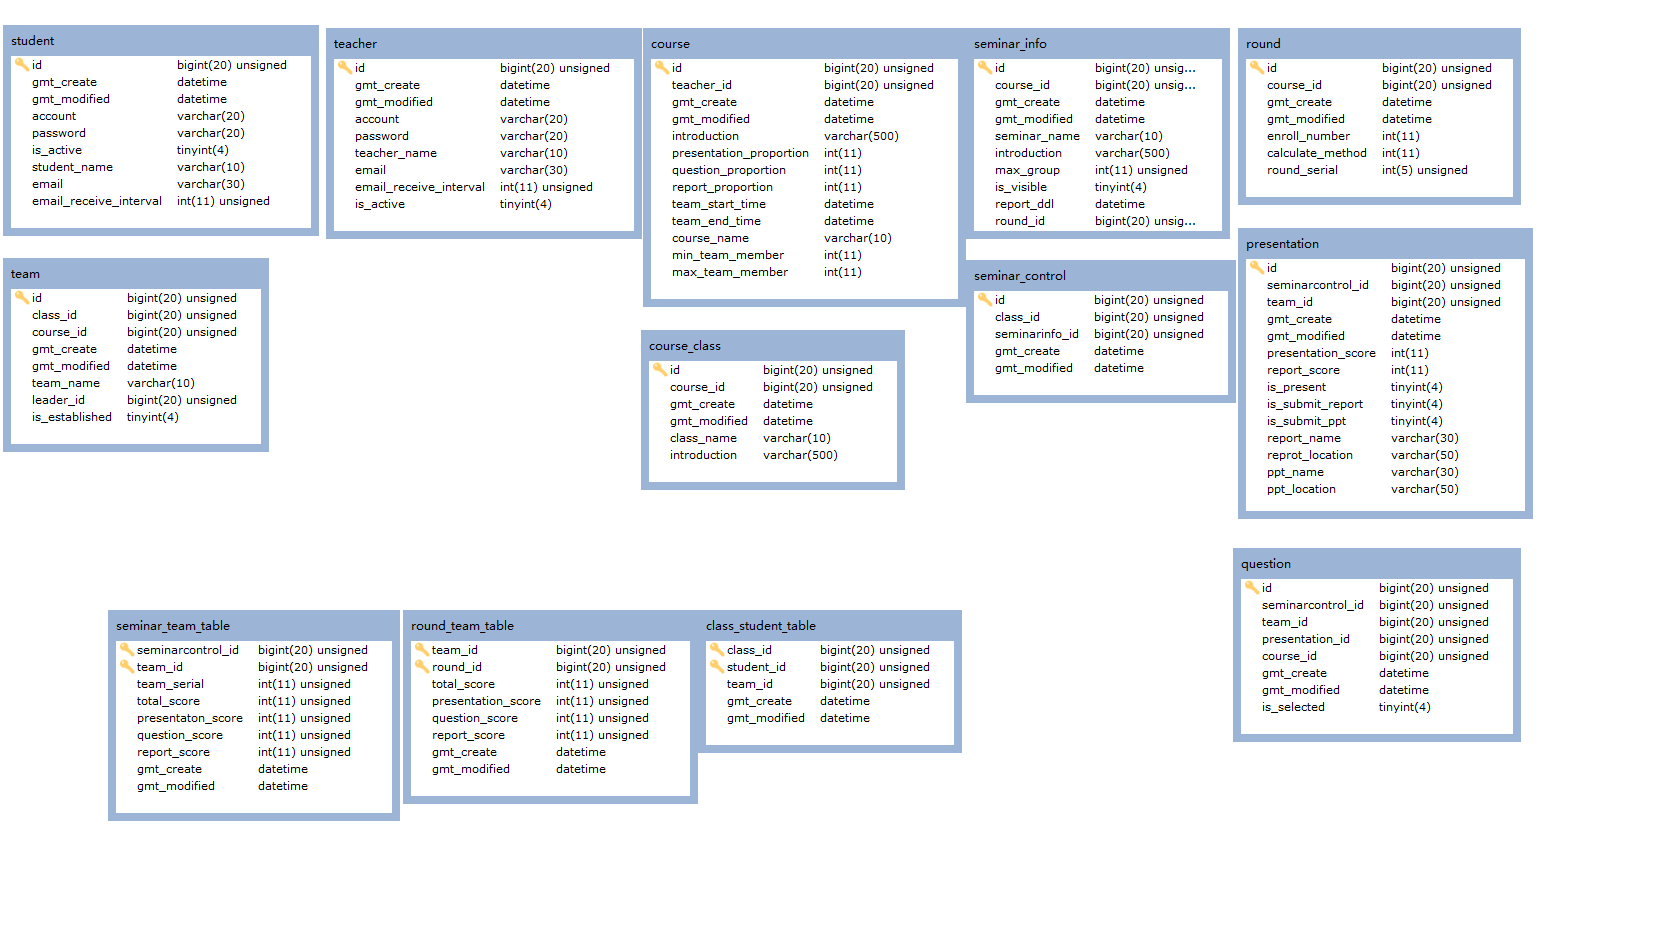 student
id bigint(20) unsigned
gmt_create datetime
gmt_modified datetime
account varchar(20)
password varchar(20)
is_active tinyint(4)
student_name varchar(10)
email varchar(30)
email_receive_interval int(11) unsigned
teacher
id bigint(20) unsigned
gmt_create datetime
gmt_modified datetime
account varchar(20)
password varchar(20)
teacher_name varchar(10)
email varchar(30)
email_receive_interval int(11) unsigned
is_active tinyint(4)
course
id bigint(20) unsigned
teacher_id bigint(20) unsigned
gmt_create datetime
gmt_modified datetime
introduction varchar(500)
presentation_proportion int(11)
question_proportion int(11)
report_proportion int(11)
team_start_time datetime
team_end_time datetime
course_name varchar(10)
min_team_member int(11)
max_team_member int(11)
seminar_info
id bigint(20) unsig...
course_id bigint(20) unsig...
gmt_create datetime
gmt_modified datetime
seminar_name varchar(10)
introduction varchar(500)
max_group int(11) unsigned
is_visible tinyint(4)
report_ddl datetime
round_id bigint(20) unsig...
round
id bigint(20) unsigned
course_id bigint(20) unsigned
gmt_create datetime
gmt_modified datetime
enroll_number int(11)
calculate_method int(11)
round_serial int(5) unsigned
team
id bigint(20) unsigned
class_id bigint(20) unsigned
course_id bigint(20) unsigned
gmt_create datetime
gmt_modified datetime
team_name varchar(10)
leader_id bigint(20) unsigned
is_established tinyint(4)
course_class
id bigint(20) unsigned
course_id bigint(20) unsigned
gmt_create datetime
gmt_modified datetime
class_name varchar(10)
introduction varchar(500)
seminar_control
id bigint(20) unsigned
class_id bigint(20) unsigned
seminarinfo_id bigint(20) unsigned
gmt_create datetime
gmt_modified datetime
presentation
id bigint(20) unsigned
seminarcontrol_id bigint(20) unsigned
team_id bigint(20) unsigned
gmt_create datetime
gmt_modified datetime
presentation_score int(11)
report_score int(11)
is_present tinyint(4)
is_submit_report tinyint(4)
is_submit_ppt tinyint(4)
report_name varchar(30)
reprot_location varchar(50)
ppt_name varchar(30)
ppt_location varchar(50)
question
id bigint(20) unsigned
seminarcontrol_id bigint(20) unsigned
team_id bigint(20) unsigned
presentation_id bigint(20) unsigned
course_id bigint(20) unsigned
gmt_create datetime
gmt_modified datetime
is_selected tinyint(4)
seminar_team_table
seminarcontrol_id bigint(20) unsigned
team_id bigint(20) unsigned
team_serial int(11) unsigned
total_score int(11) unsigned
presentaton_score int(11) unsigned
question_score int(11) unsigned
report_score int(11) unsigned
gmt_create datetime
gmt_modified datetime
round_team_table
team_id bigint(20) unsigned
round_id bigint(20) unsigned
total_score int(11) unsigned
presentation_score int(11) unsigned
question_score int(11) unsigned
report_score int(11) unsigned
gmt_create datetime
gmt_modified datetime
class_student_table
class_id bigint(20) unsigned
student_id bigint(20) unsigned
team_id bigint(20) unsigned
gmt_create datetime
gmt_modified datetime